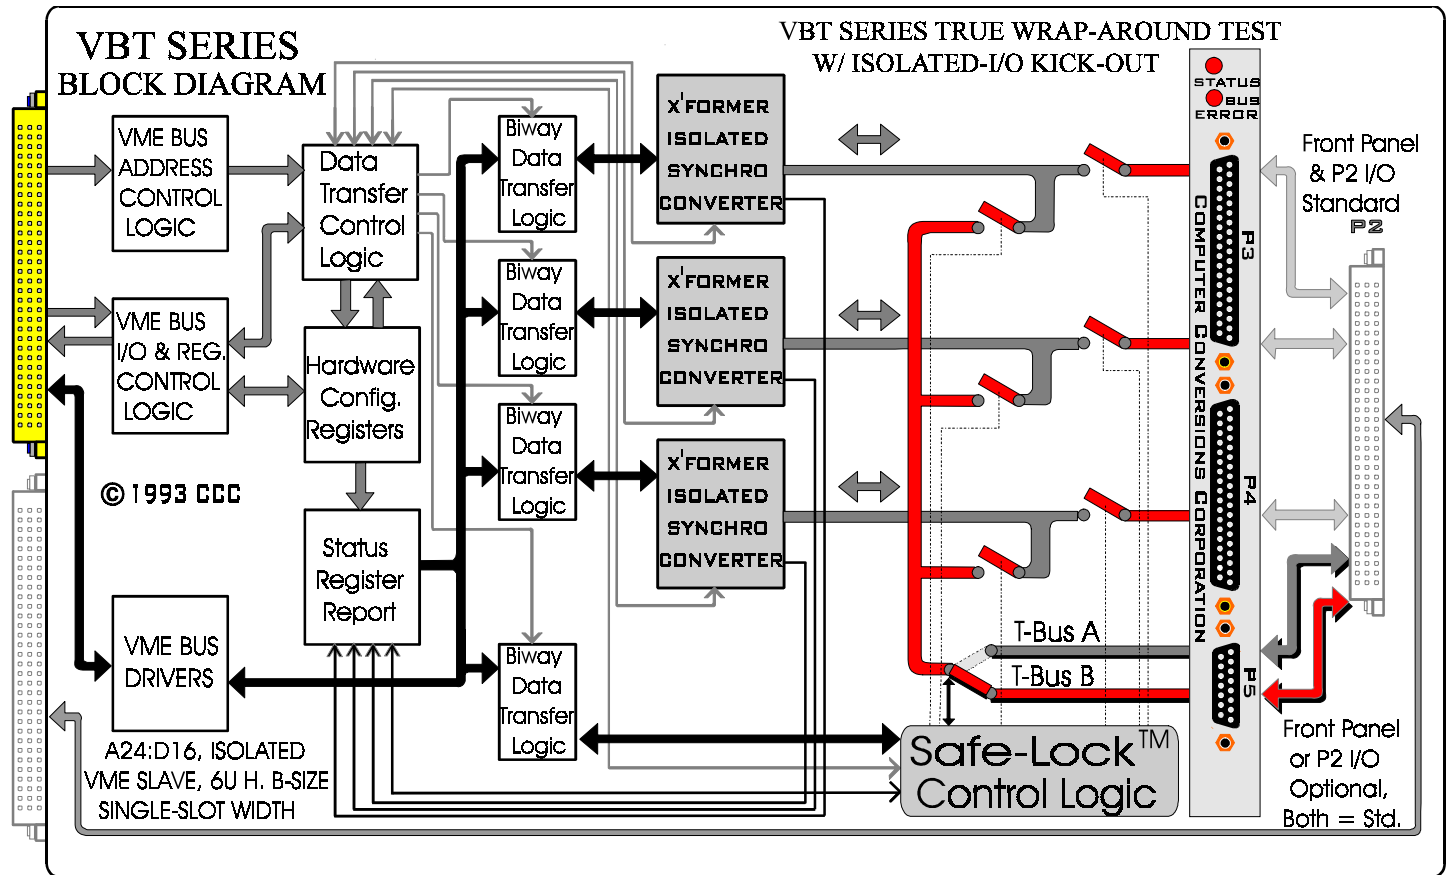 VBT SERIES
BLOCK DIAGRAM
VBT SERIES TRUE WRAP-AROUND TEST
W/ ISOLATED-I/O KICK-OUT
VME BUS
ADDRESS
CONTROL
LOGIC
VME BUS
I/O & REG.
CONTROL
LOGIC
© 1993 CCC
VME BUS
DRIVERS
A24:D16, ISOLATED
VME SLAVE, 6U H. B-SIZE
SINGLE-SLOT WIDTH
Data
Transfer
Control
Logic
Hardware
Config.
Registers
Status
Register
Report
Biway
Data
Transfer
Logic
Biway
Data
Transfer
Logic
Biway
Data
Transfer
Logic
Biway
Data
Transfer
Logic
X'FORMER
ISOLATED
SYNCHRO
CONVERTER
X'FORMER
ISOLATED
SYNCHRO
CONVERTER
X'FORMER
ISOLATED
SYNCHRO
CONVERTER
T-Bus A
T-Bus B
Safe-Lock™
Control Logic
STATUS
BUS
ERROR
COMPUTER CONVERSIONS CORPORATION
P3
P4
P5
Front Panel
& P2 I/O
Standard
P2
Front Panel
or P2 I/O
Optional,
Both = Std.